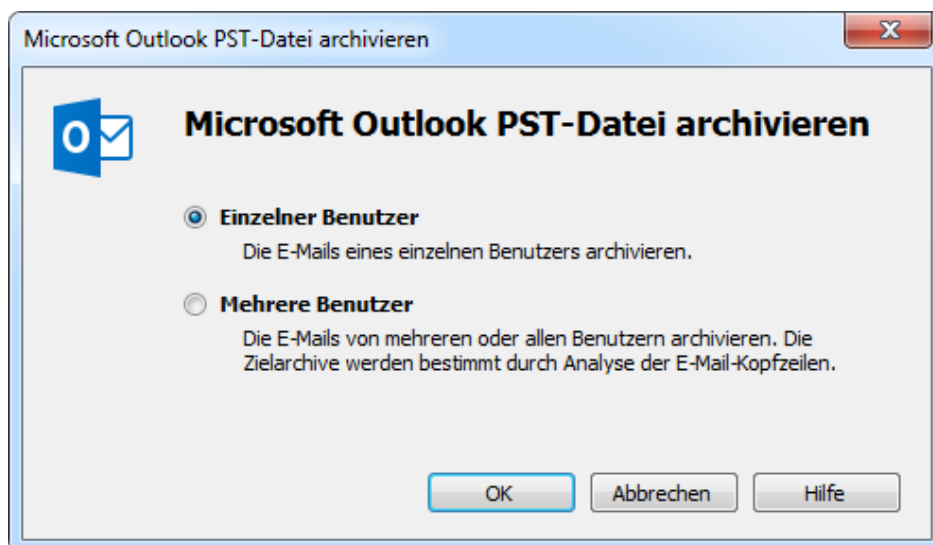 Microsoft Outlook PST-Datei archivieren
Microsoft Outlook PST-Datei archivieren
Einzelner Benutzer
Die E-Mails eines einzelnen Benutzers archivieren.
Mehrere Benutzer
Die E-Mails von mehreren oder allen Benutzern archivieren. Die
Zielarchive werden bestimmt durch Analyse der E-Mail-Kopfzeilen.
OK Abbrechen Hilfe